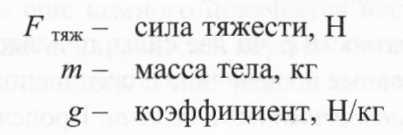 F тяж – сила тяжести, Н
m – масса тела, кг
g – коэффициент, Н/кг